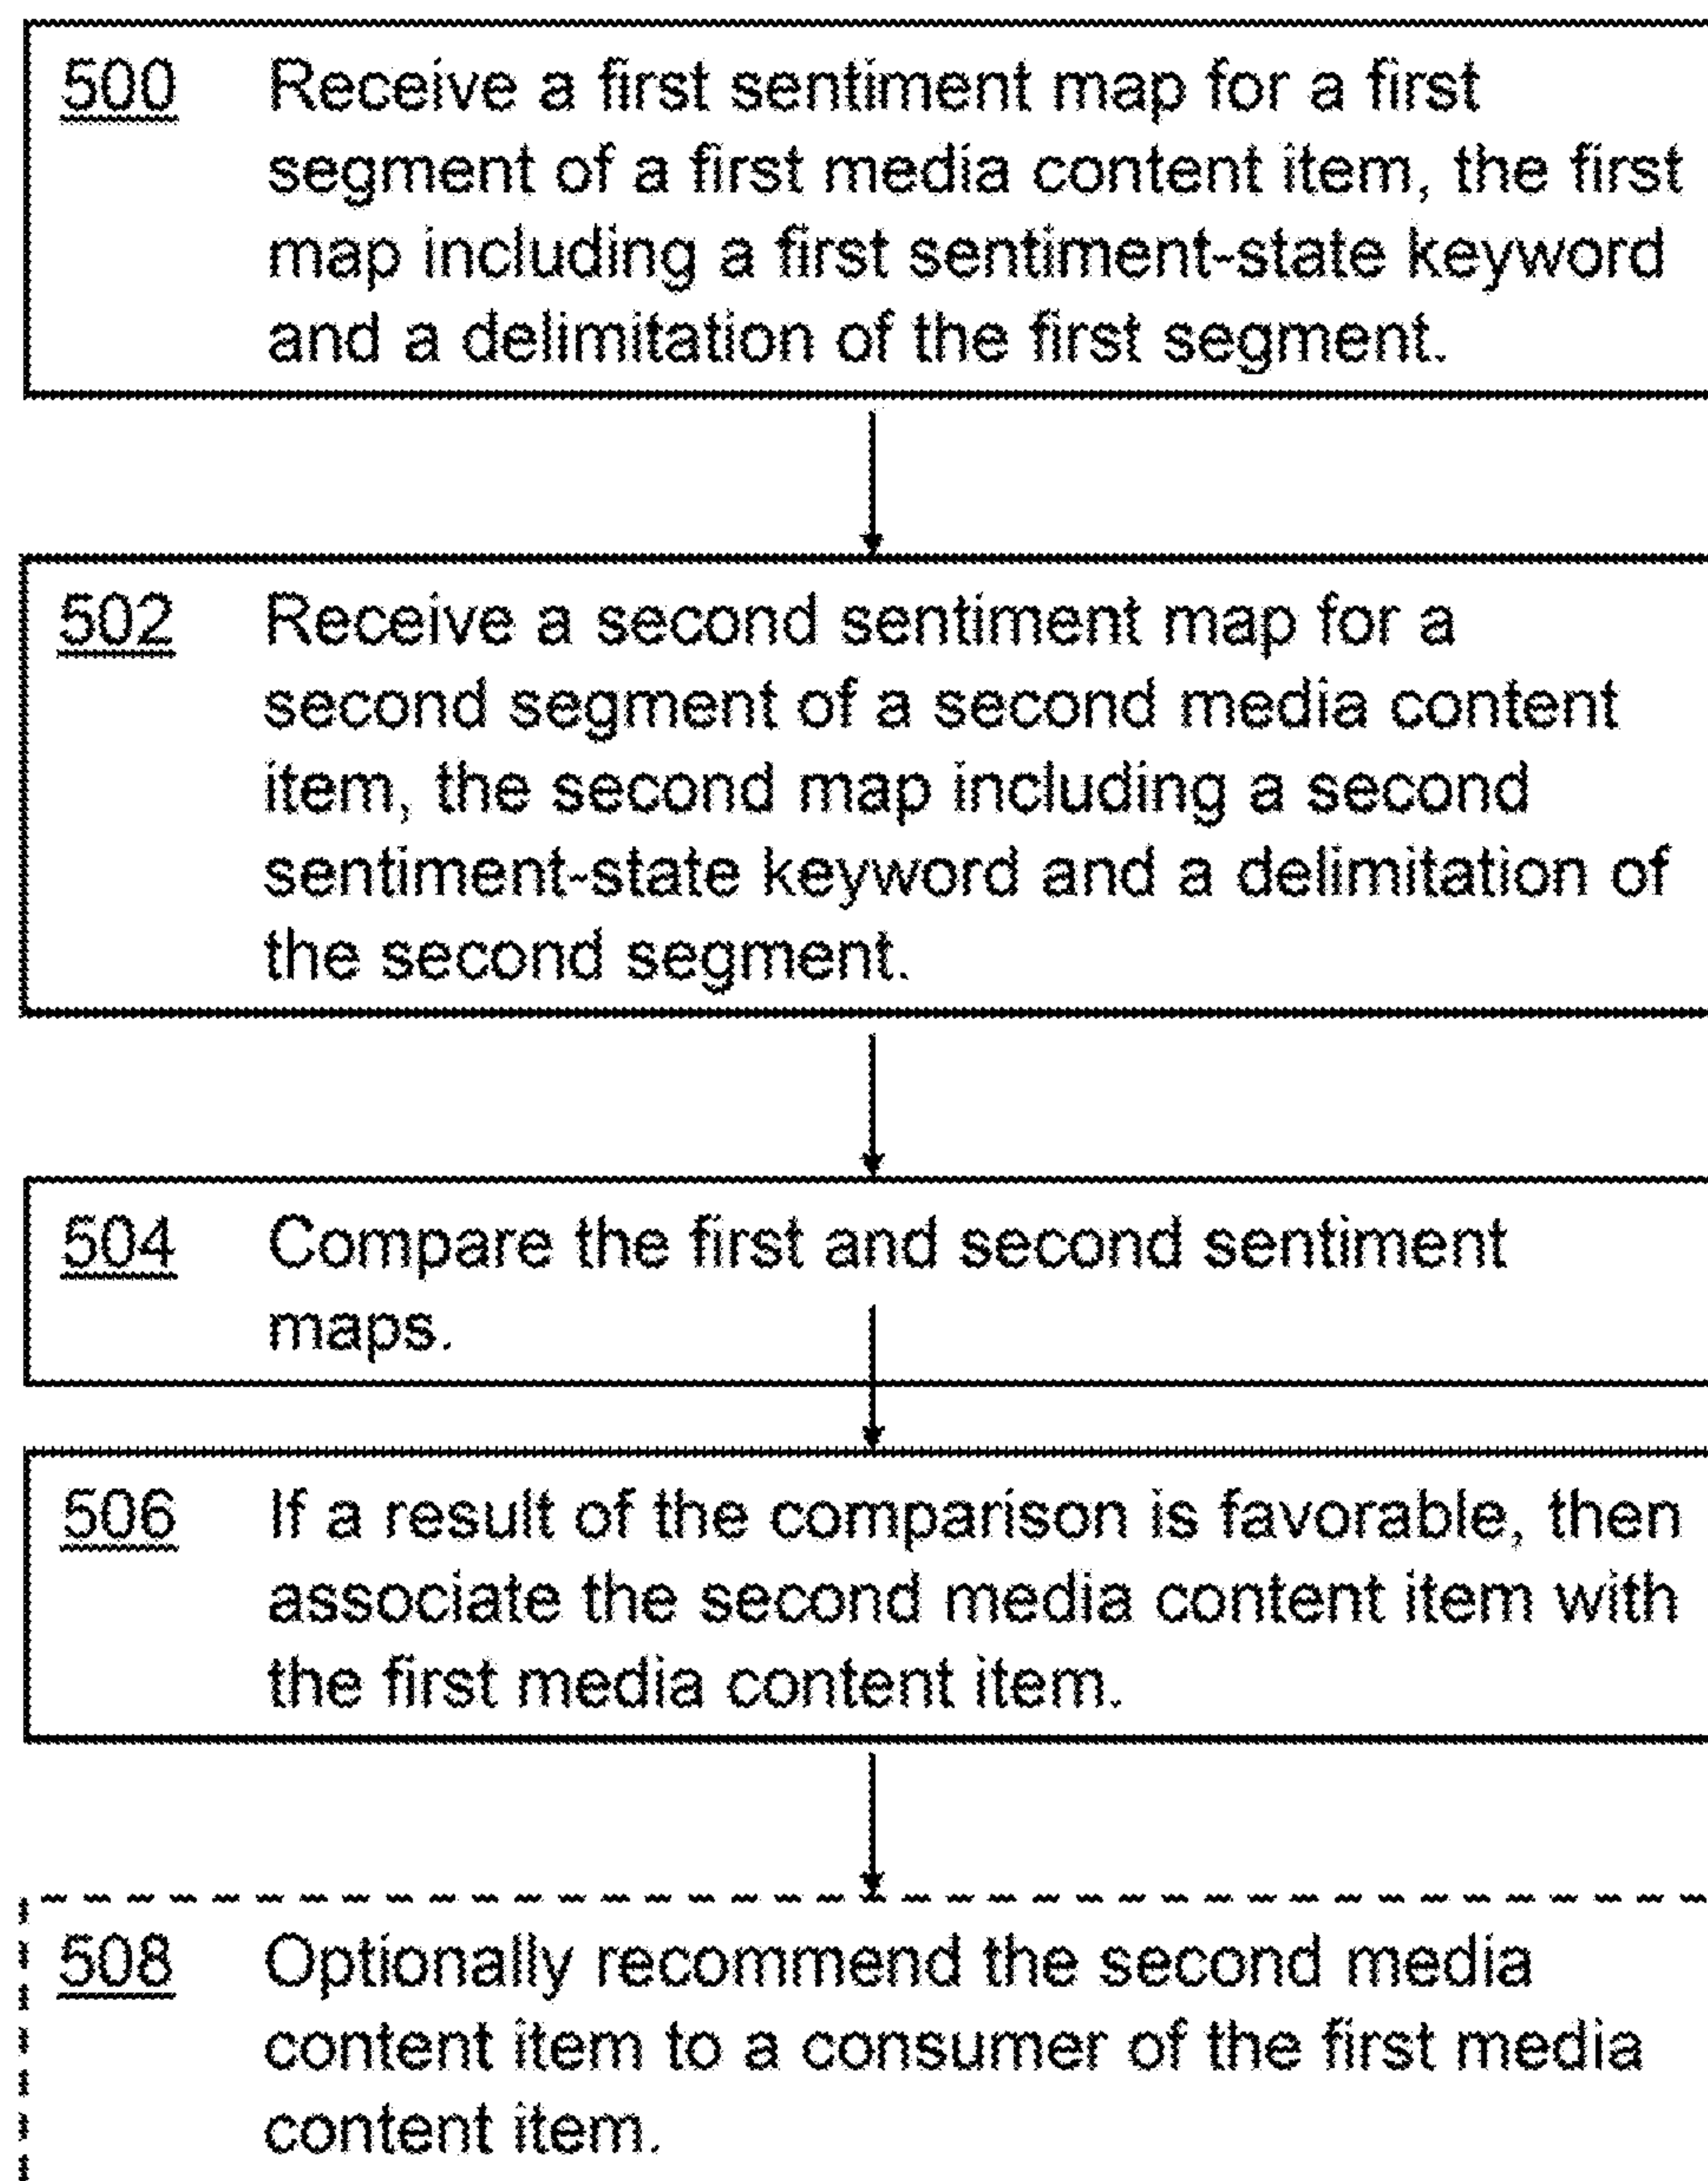 500 Receive a first sentiment map for a first
segment of a first media content item, the first
map including a first sentiment-state keyword
and a delimitation of the first segment.
502 Receive a second sentiment map for a
second segment of a second media content
item, the second map including a second
sentiment-state keyword and a delimitation of
the second segment.
504 Compare the first and second sentiment
maps.
506 If a result of the comparison is favorable, then
associate the second media content item with
the first media content item.
508 Optionally recommend the second media
content item to a consumer of the first media
content item.